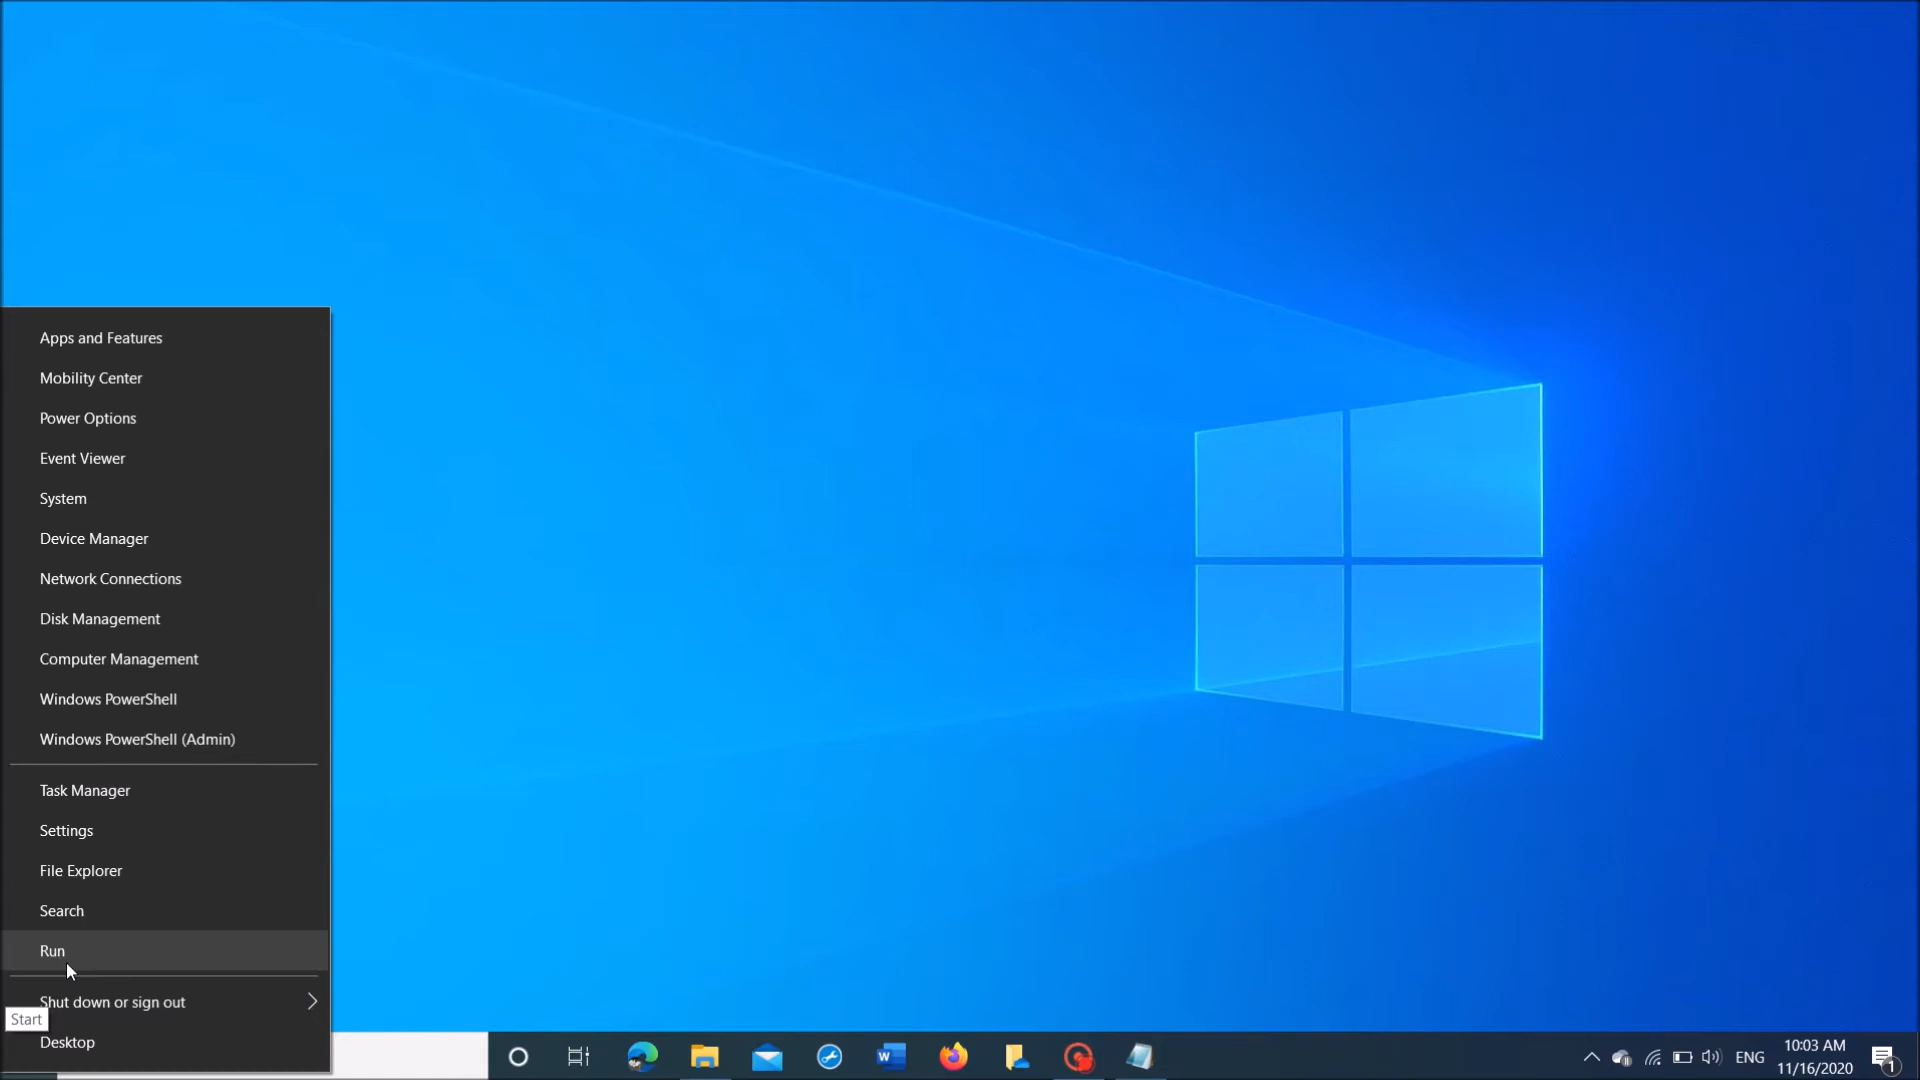 Apps and Features
Mobility Center
Power Options
Event Viewer
System
Device Manager
Network Connections
Disk Management
Computer Management
Windows PowerShell
Windows PowerShell (Admin)
Task Manager
Settings
File Explorer
Search
Run
Shut down or sign out
Start
Desktop
W
ENG
10:03 AM
11/16/2020
1